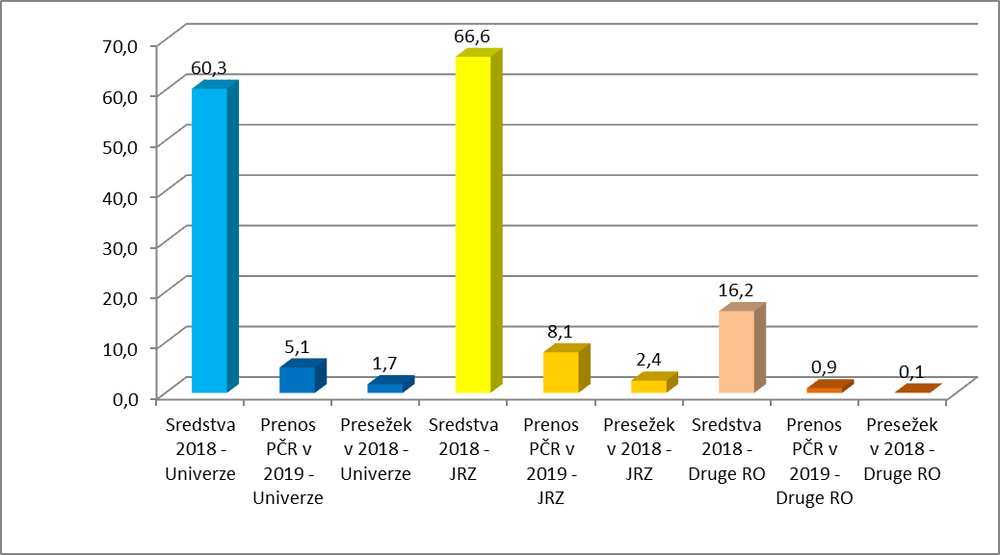 70,0
60,0
50,0
40,0
30,0
20,0
10,0
0,0
60,3
5,1
1,7
66,6
8,1
2,4
16,2
0,9
0,1
Sredstva
2018 -
Univerze
Prenos
PČR v
2019 -
Univerze
Presežek
v 2018 -
Univerze
Sredstva
2018 -
JRZ
Prenos
PČR v
2019 -
JRZ
Presežek
v 2018 -
JRZ
Sredstva
2018 -
Druge RO
Prenos
PČR v
2019 -
Druge RO
Presežek
v 2018 -
Druge RO